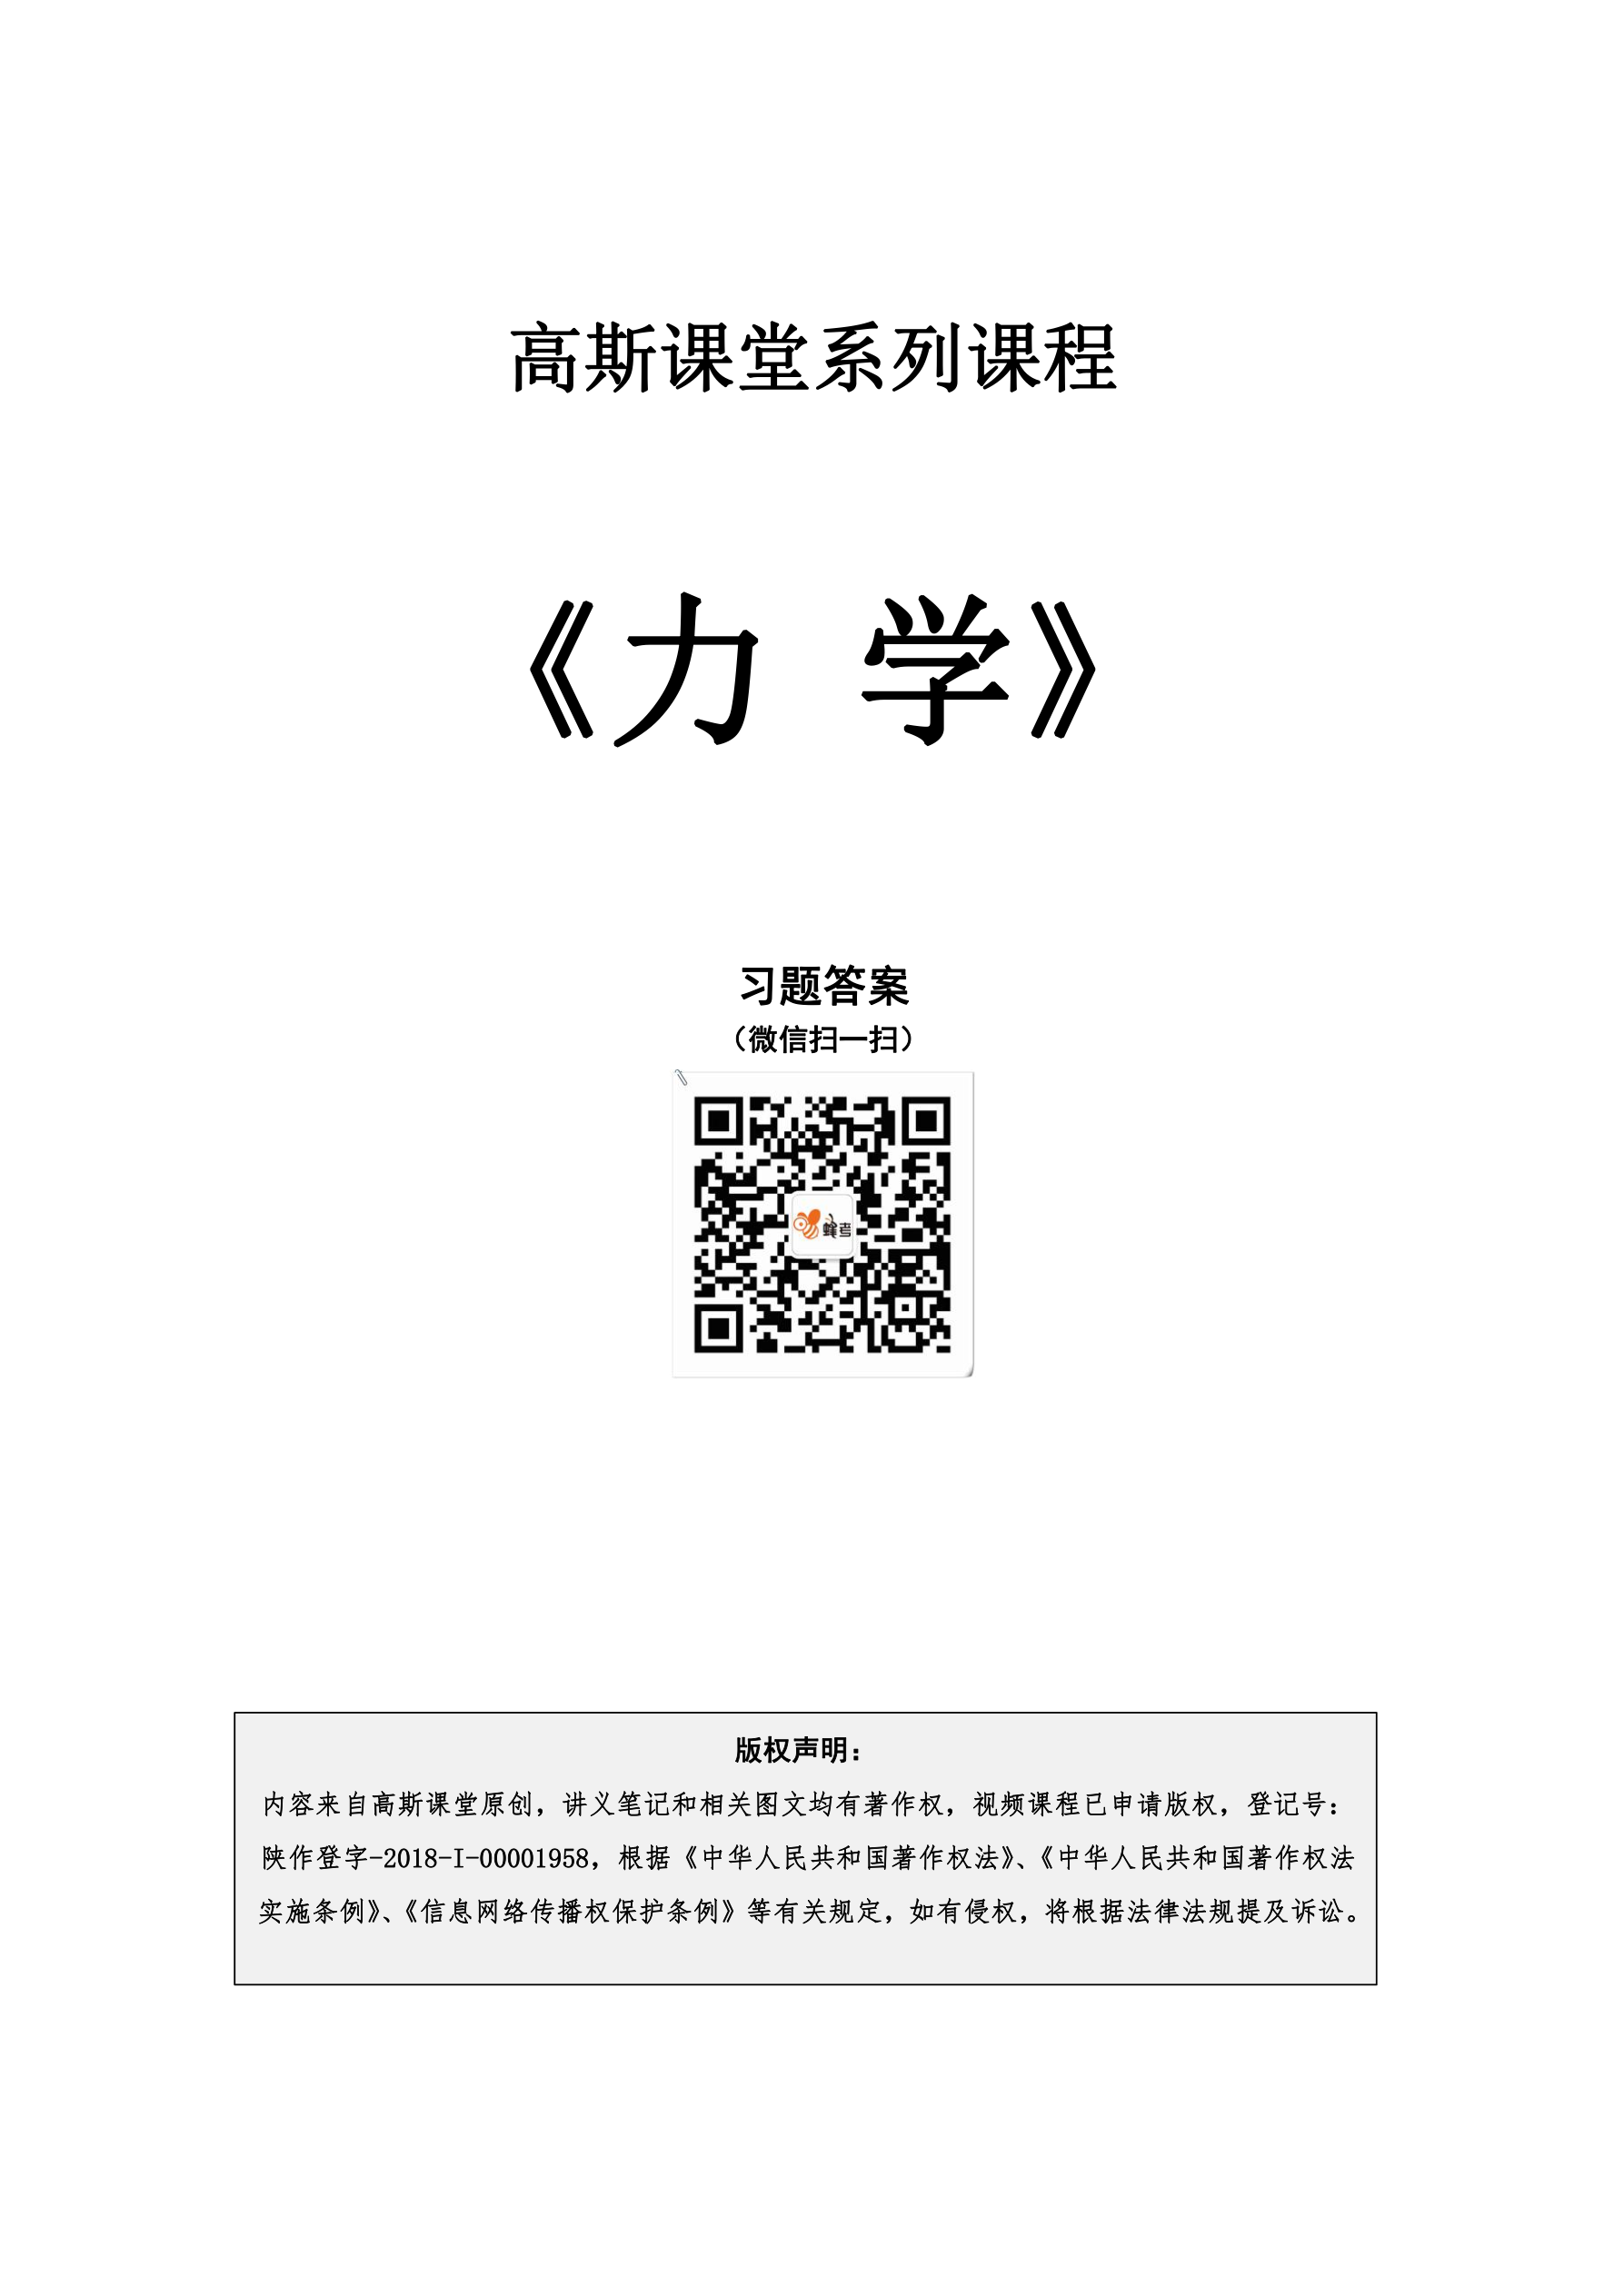 高斯课堂系列课程
《力 学》
习题答案
（微信扫一扫）
蜂考
版权声明：
内容来自高斯课堂原创，讲义笔记和相关图文均有著作权，视频课程已申请版权，登记号：
陕作登字-2018-I-00001958，根据《中华人民共和国著作权法》、《中华人民共和国著作权法
实施条例》、《信息网络传播权保护条例》等有关规定，如有侵权，将根据法律法规提及诉讼。